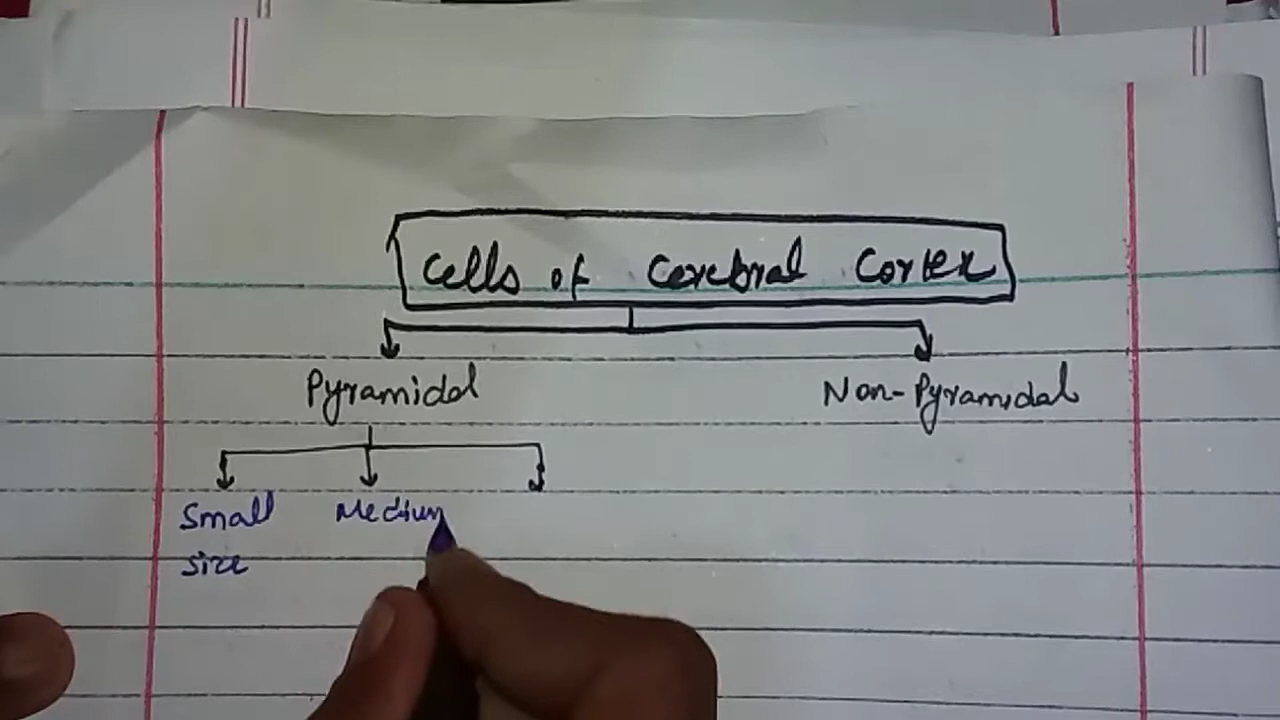 Cells of Cerebral Cortex
Pyramidal
Non-Pyramidal
Small size
Medium